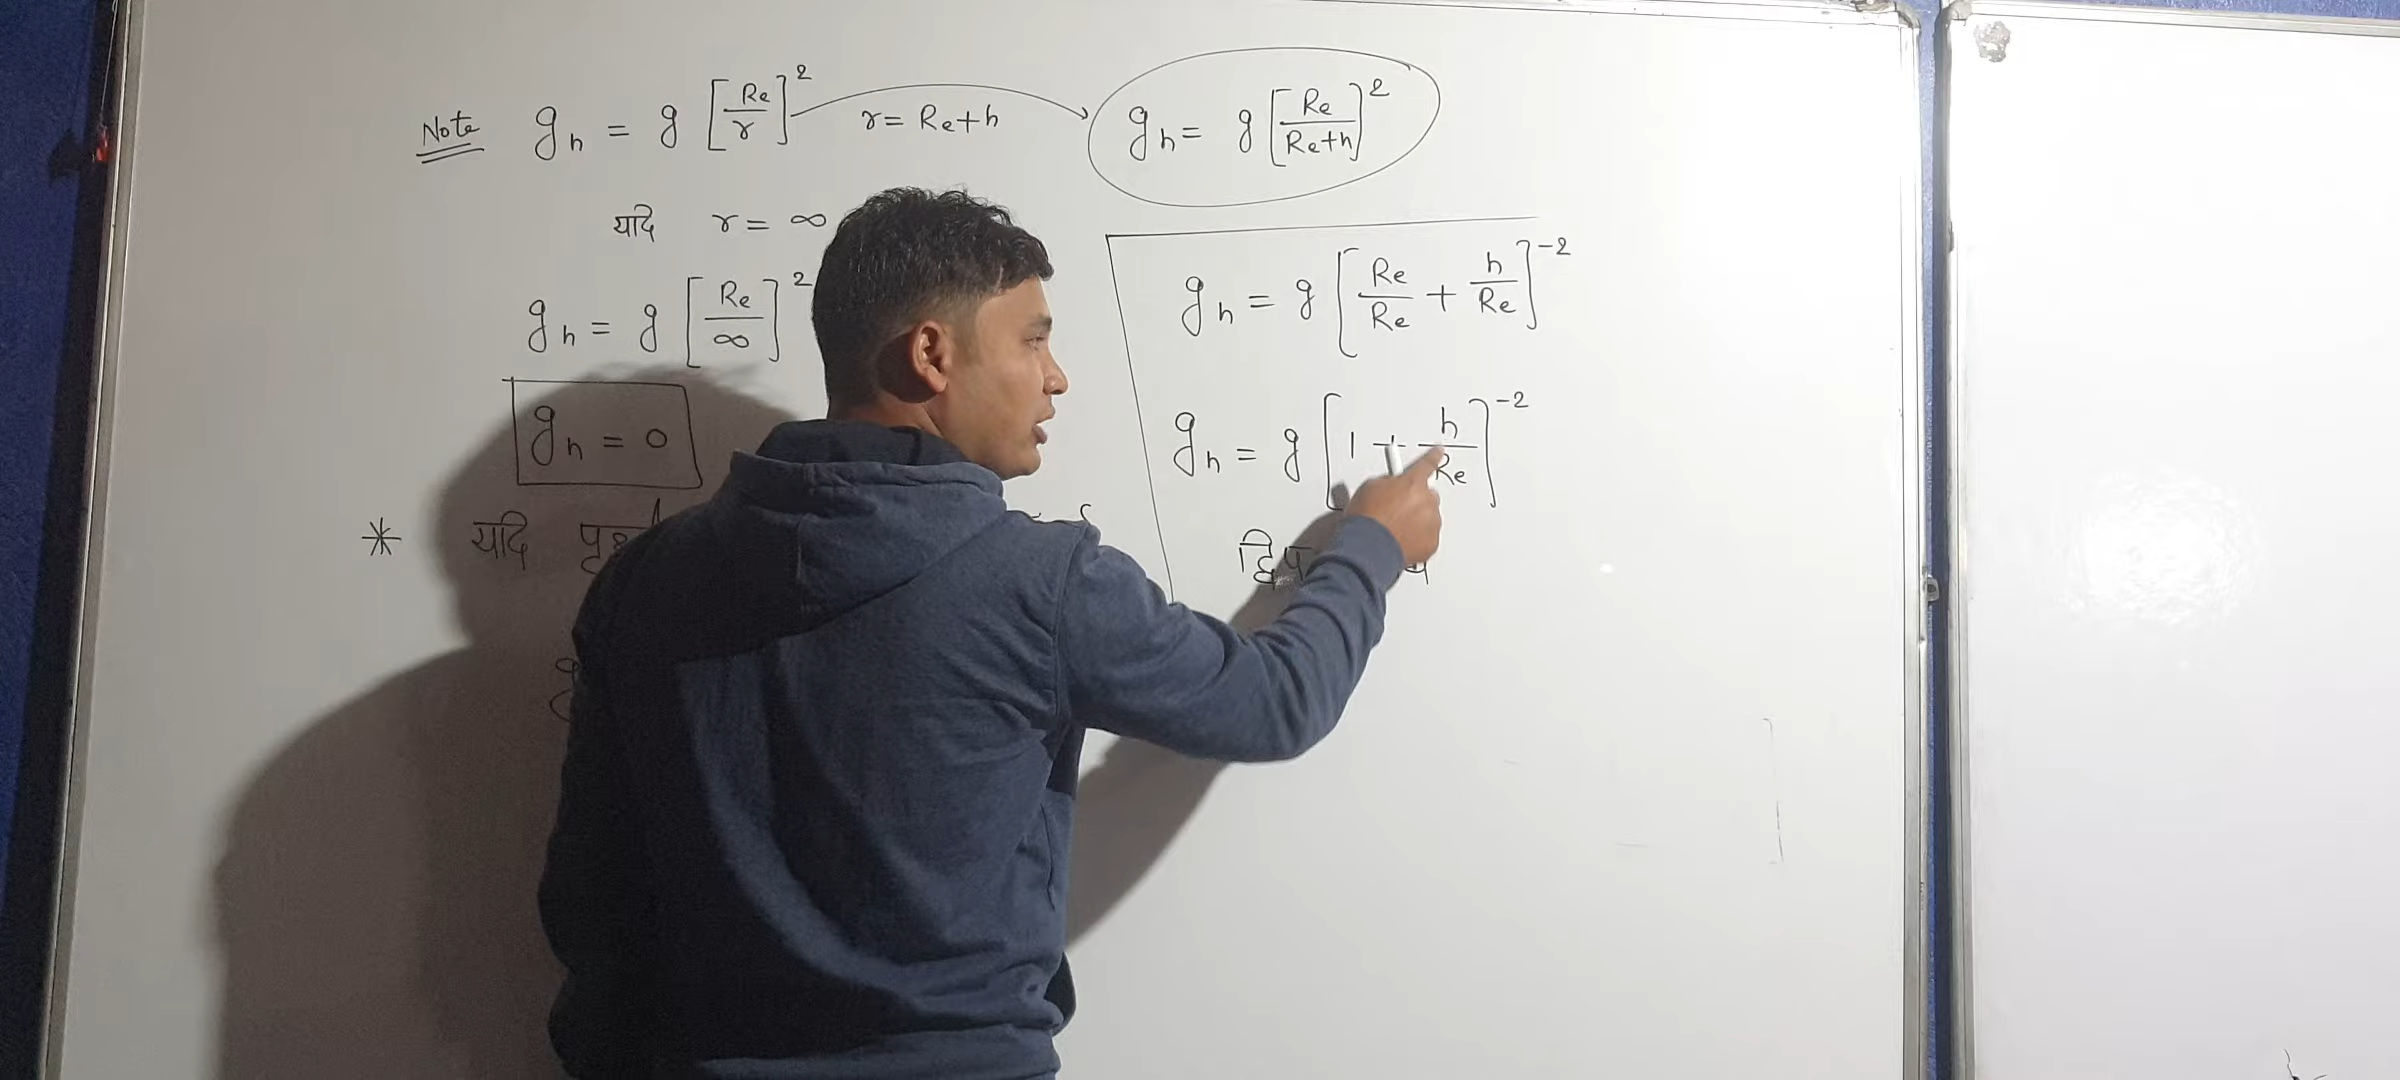 Note gh = g [Re/r]² r = Re+h gh = g [Re/Re+h]²
यदि r = ∞
gh = g [Re/∞]²
gh = 0
* यदि
gh = g [Re/Re + h/Re]⁻²
gh = g [1 + h/Re]⁻²